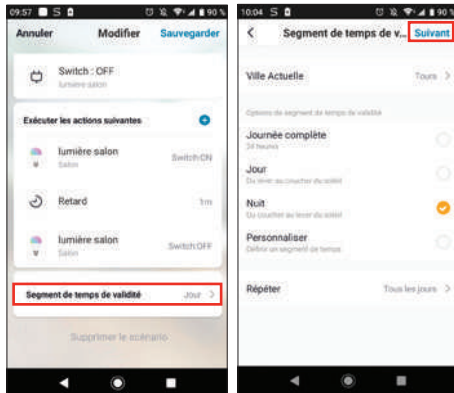 09:57 S 90 %
Annuler Modifier Sauvegarder
Switch : OFF
lumière salon
Exécuter les actions suivantes
lumière salon Switch:ON
Salon
Retard 1m
lumière salon Switch:OFF
Salon
Segment de temps de validité Jour >
Supprimer le scénario
10:04 S 90 %
< Segment de temps de v... Suivant
Ville Actuelle Tours >
Options de segment de temps de validité
Journée complète
24 heures
Jour
Du lever au coucher du soleil
Nuit
Du coucher au lever du soleil
Personnaliser
Définir un segment de temps
Répéter Tous les jours >